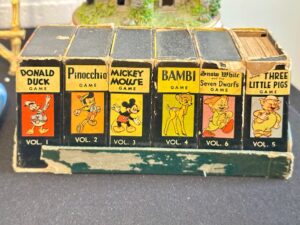 DONALD
DUCK
GAME
VOL. 1
Pinocchio
GAME
VOL. 2
MICKEY
MOUSE
GAME
VOL. 3
BAMBI
GAME
VOL. 4
Snow White
and
Seven Dwarfs
GAME
VOL. 6
THREE
LITTLE PIGS
GAME
VOL. 5